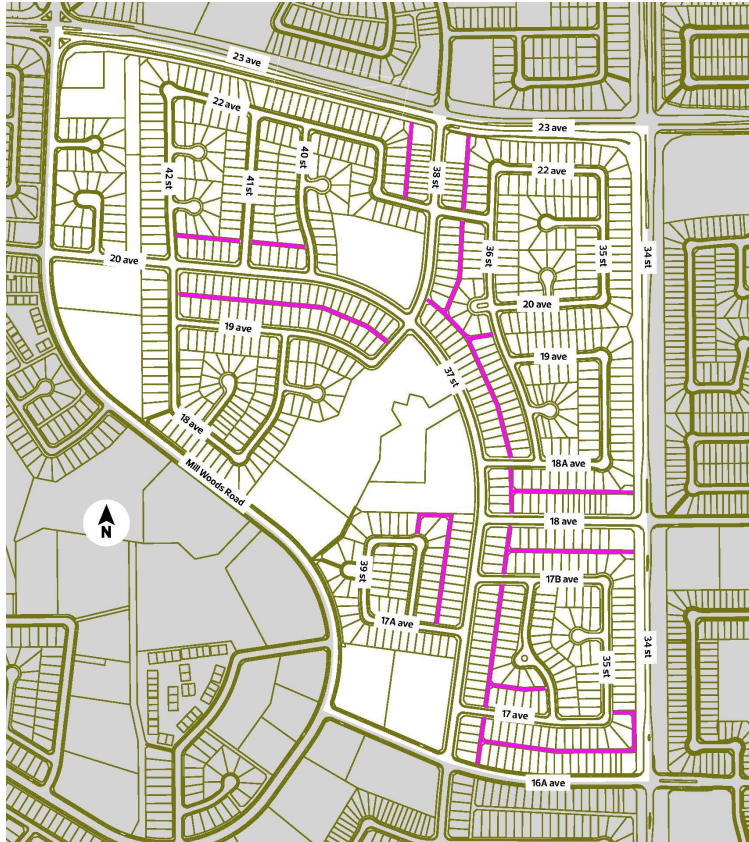 23 ave
22 ave
23 ave
40 st
38 st
22 ave
42 st
41 st
36 st
35 st
34 st
20 ave
20 ave
19 ave
19 ave
37 st
18 ave
18A ave
Mill Woods Road
18 ave
N
39 st
17B ave
17A ave
34 st
35 st
17 ave
16A ave